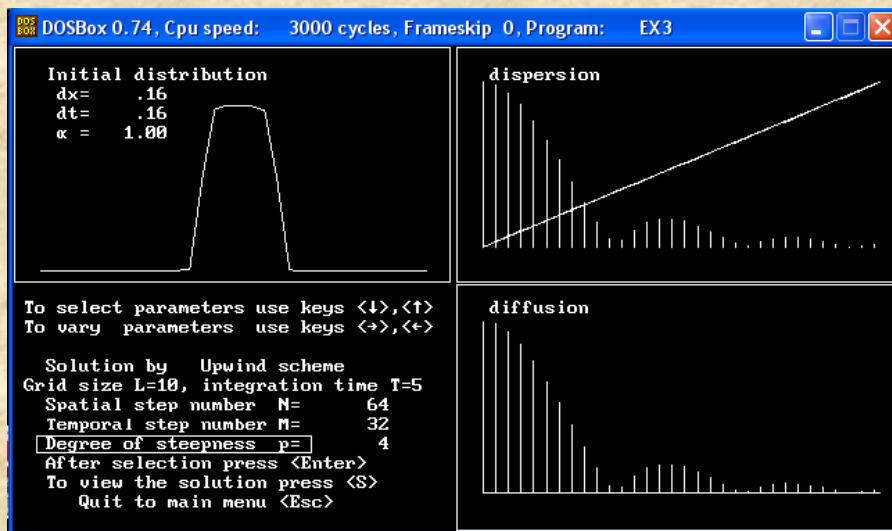 DOSBox 0.74, Cpu speed: 3000 cycles, Frameskip 0, Program: EX3
Initial distribution
dx= .16
dt= .16
α = 1.00
dispersion
To select parameters use keys <↓>,<↑>
To vary parameters use keys <→>,<←>
Solution by Upwind scheme
Grid size L=10, integration time T=5
Spatial step number N= 64
Temporal step number M= 32
Degree of steepness p= 4
After selection press <Enter>
To view the solution press <S>
Quit to main menu <Esc>
diffusion